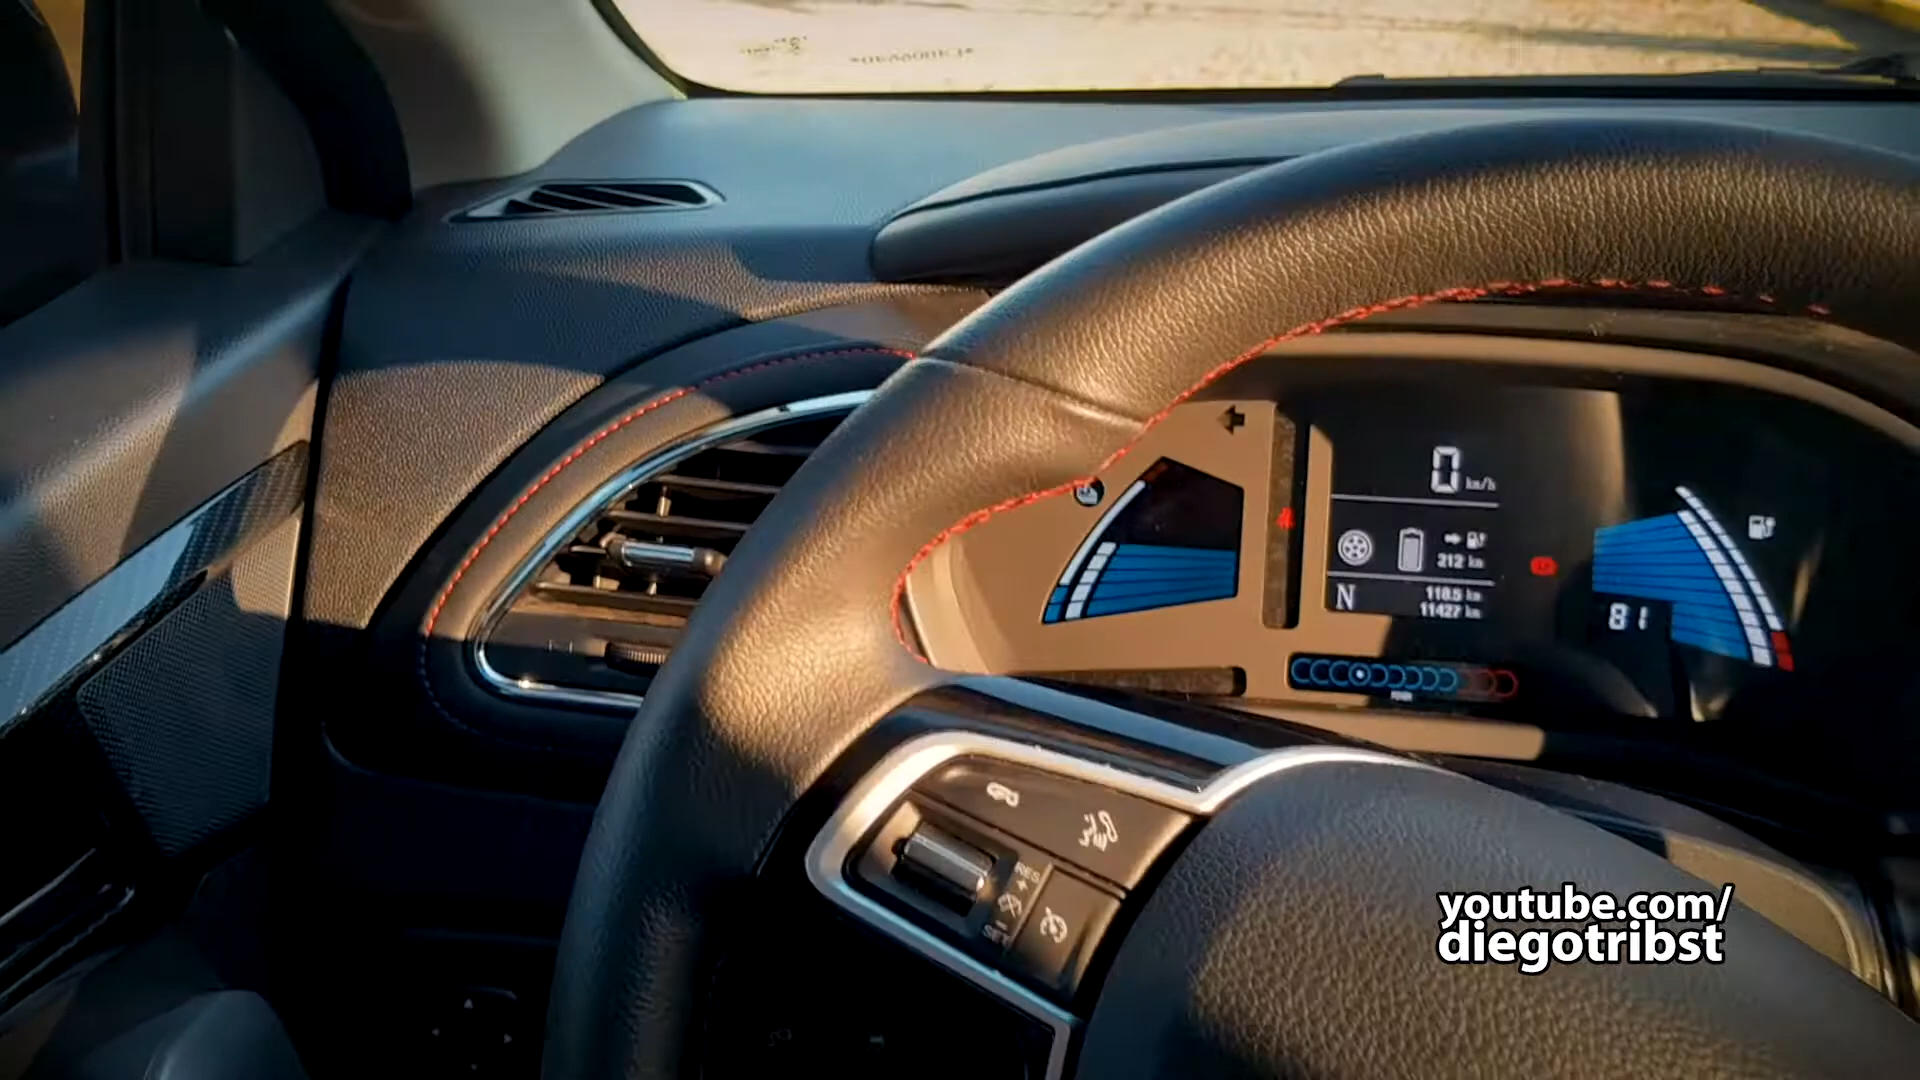 0 km/h
212 km
N 118.5 km
11427 km
81
RES
+
-
SET
youtube.com/
diegotribst